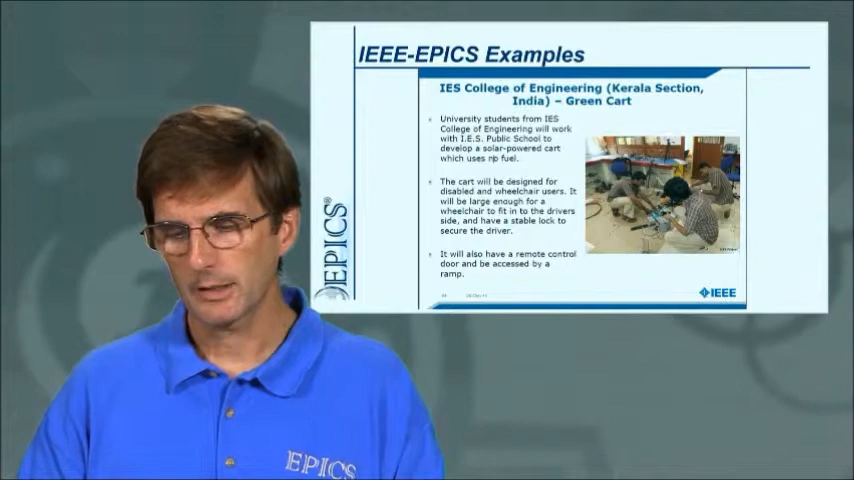 IEEE-EPICS Examples
IES College of Engineering (Kerala Section,
India) – Green Cart
University students from IES
College of Engineering will work
with I.E.S. Public School to
develop a solar-powered cart
which uses no fuel.
The cart will be designed for
disabled and wheelchair users. It
will be large enough for a
wheelchair to fit in to the drivers
side, and have a stable lock to
secure the driver.
It will also have a remote control
door and be accessed by a
ramp.
IEEE
EPICS®
EPICS